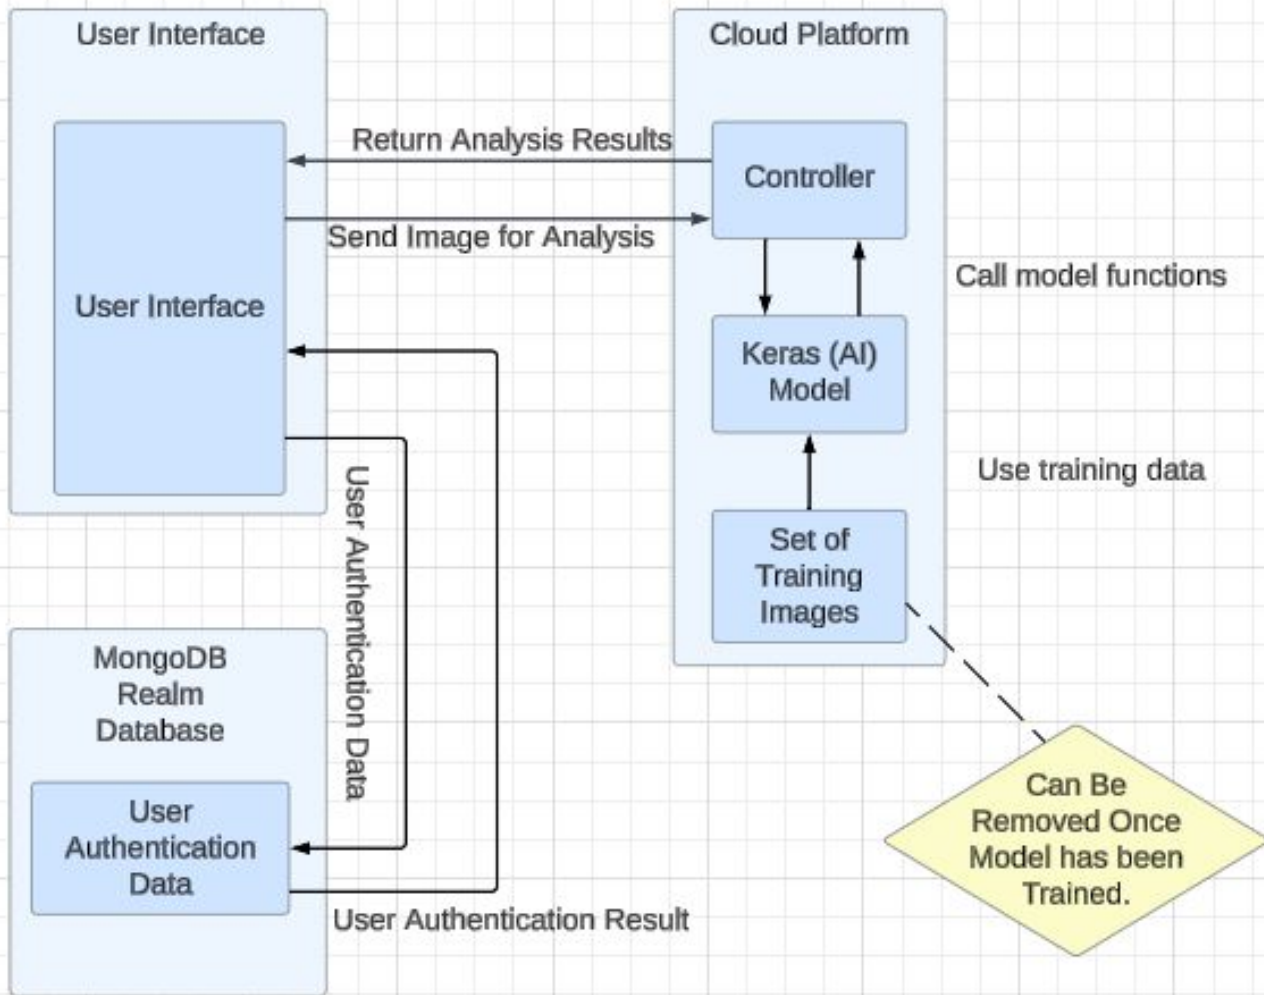 User Interface
User Interface
Cloud Platform
Return Analysis Results
Send Image for Analysis
Controller
Call model functions
Keras (AI)
Model
Use training data
Set of
Training
Images
User Authentication Data
MongoDB
Realm
Database
User
Authentication
Data
User Authentication Result
Can Be
Removed Once
Model has been
Trained.